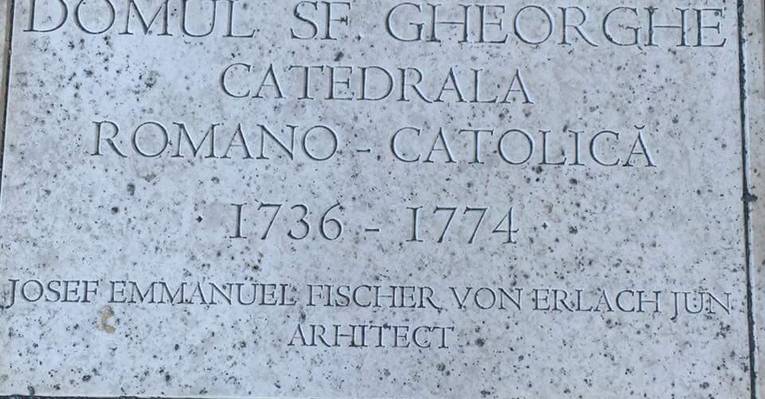 DOMUL SF. GHEORGHE
CATEDRALA
ROMANO - CATOLICĂ
1736 - 1774
JOSEF EMMANUEL FISCHER VON ERLACH JUN
ARHITECT